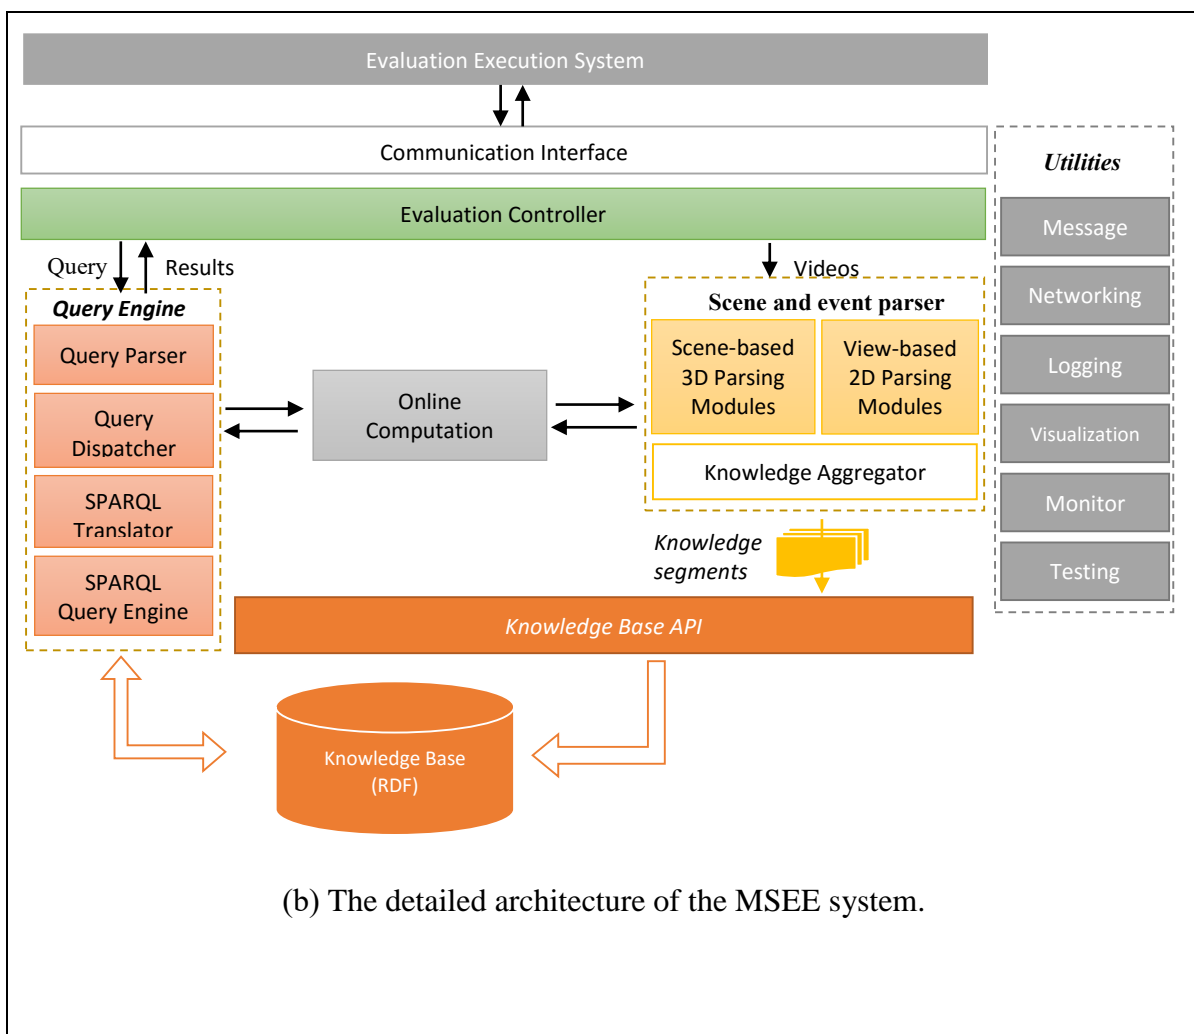 Evaluation Execution System
Communication Interface
Evaluation Controller
Query
Results
Videos
Query Engine
Query Parser
Query
Dispatcher
SPARQL
Translator
SPARQL
Query Engine
Online
Computation
Scene and event parser
Scene-based
3D Parsing
Modules
View-based
2D Parsing
Modules
Knowledge Aggregator
Knowledge
segments
Knowledge Base API
Knowledge Base
(RDF)
Utilities
Message
Networking
Logging
Visualization
Monitor
Testing
(b) The detailed architecture of the MSEE system.